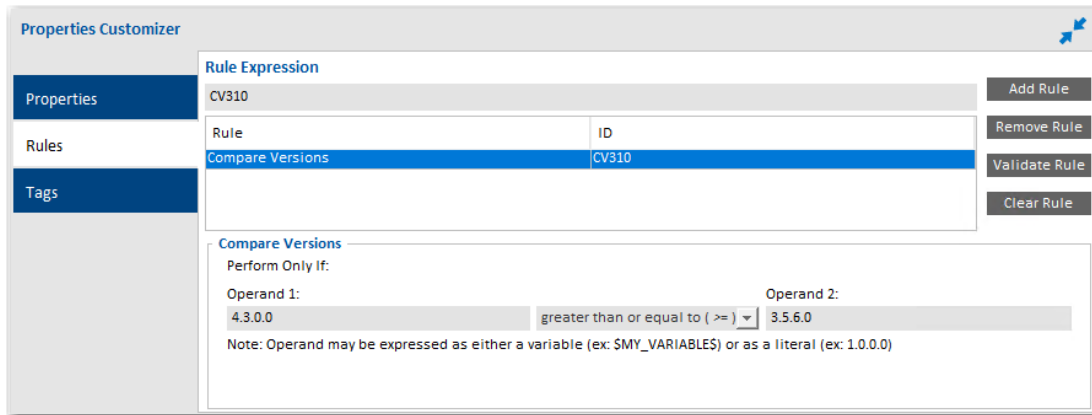 Properties Customizer
Rule Expression
Properties
CV310
Add Rule
Rules
Rule ID
Remove Rule
Compare Versions CV310
Validate Rule
Tags
Clear Rule
Compare Versions
Perform Only If:
Operand 1: Operand 2:
4.3.0.0 greater than or equal to ( >= ) 3.5.6.0
Note: Operand may be expressed as either a variable (ex: $MY_VARIABLE$) or as a literal (ex: 1.0.0.0)